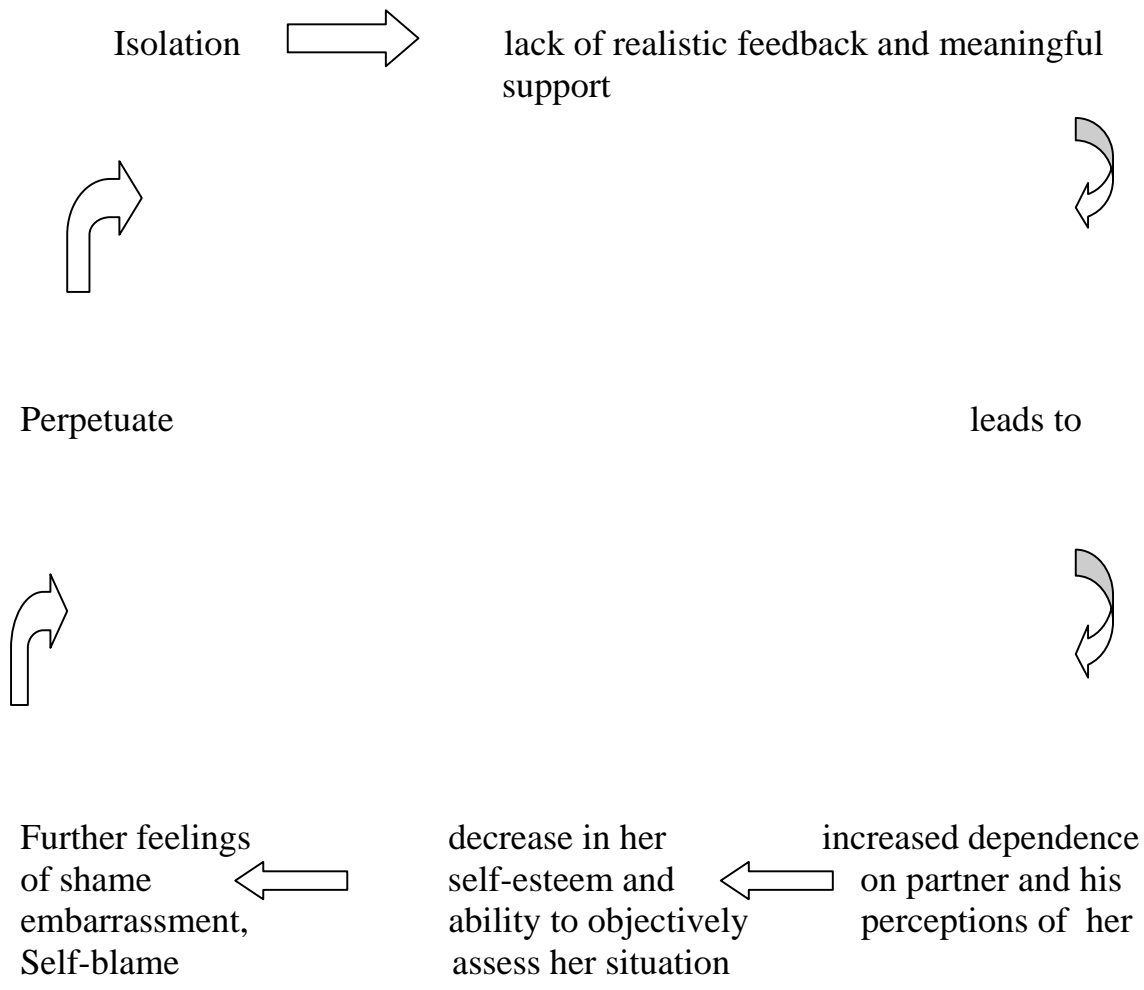 Isolation
lack of realistic feedback and meaningful
support
Perpetuate
leads to
Further feelings
of shame
embarrassment,
Self-blame
decrease in her
self-esteem and
ability to objectively
assess her situation
increased dependence
on partner and his
perceptions of her